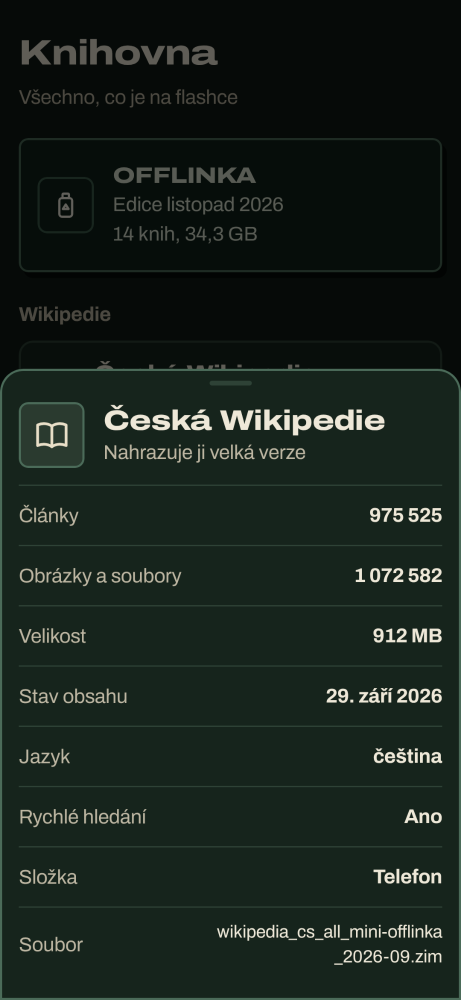 Knihovna
Všechno, co je na flashce
OFFLINKA
Edice listopad 2026
14 knih, 34,3 GB
Wikipedie
Česká Wikipedie
Nahrazuje ji velká verze
Články 975 525
Obrázky a soubory 1 072 582
Velikost 912 MB
Stav obsahu 29. září 2026
Jazyk čeština
Rychlé hledání Ano
Složka Telefon
Soubor wikipedia_cs_all_mini-offlinka
_2026-09.zim